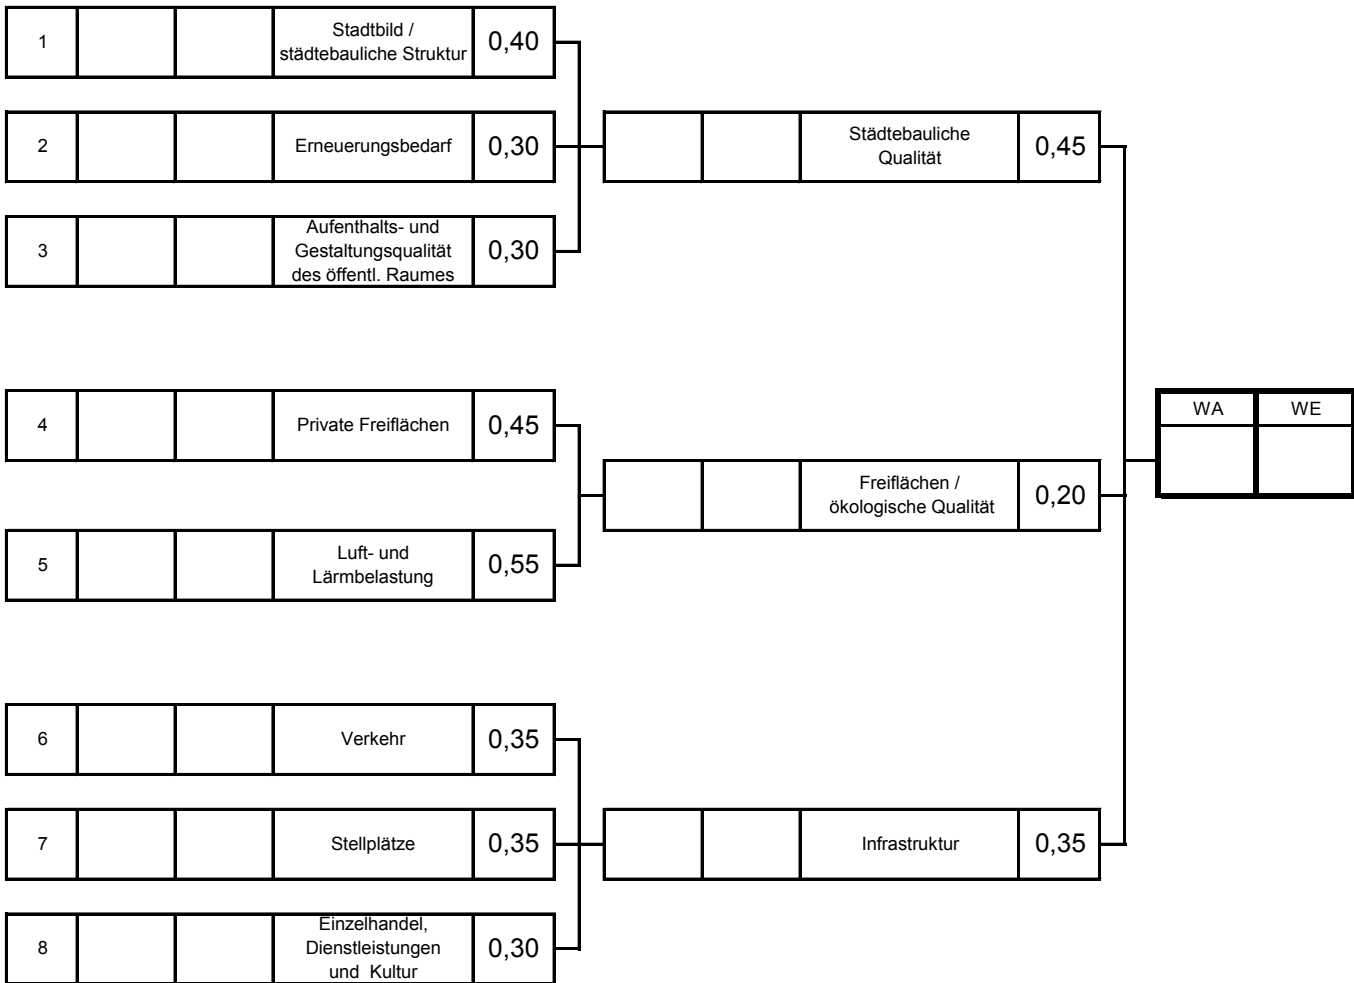 1
Stadtbild /
städtebauliche Struktur
0,40
2
Erneuerungsbedarf
0,30
3
Aufenthalts- und
Gestaltungsqualität
des öffentl. Raumes
0,30
Städtebauliche
Qualität
0,45
4
Private Freiflächen
0,45
5
Luft- und
Lärmbelastung
0,55
Freiflächen /
ökologische Qualität
0,20
6
Verkehr
0,35
7
Stellplätze
0,35
8
Einzelhandel,
Dienstleistungen
und Kultur
0,30
Infrastruktur
0,35
WA
WE